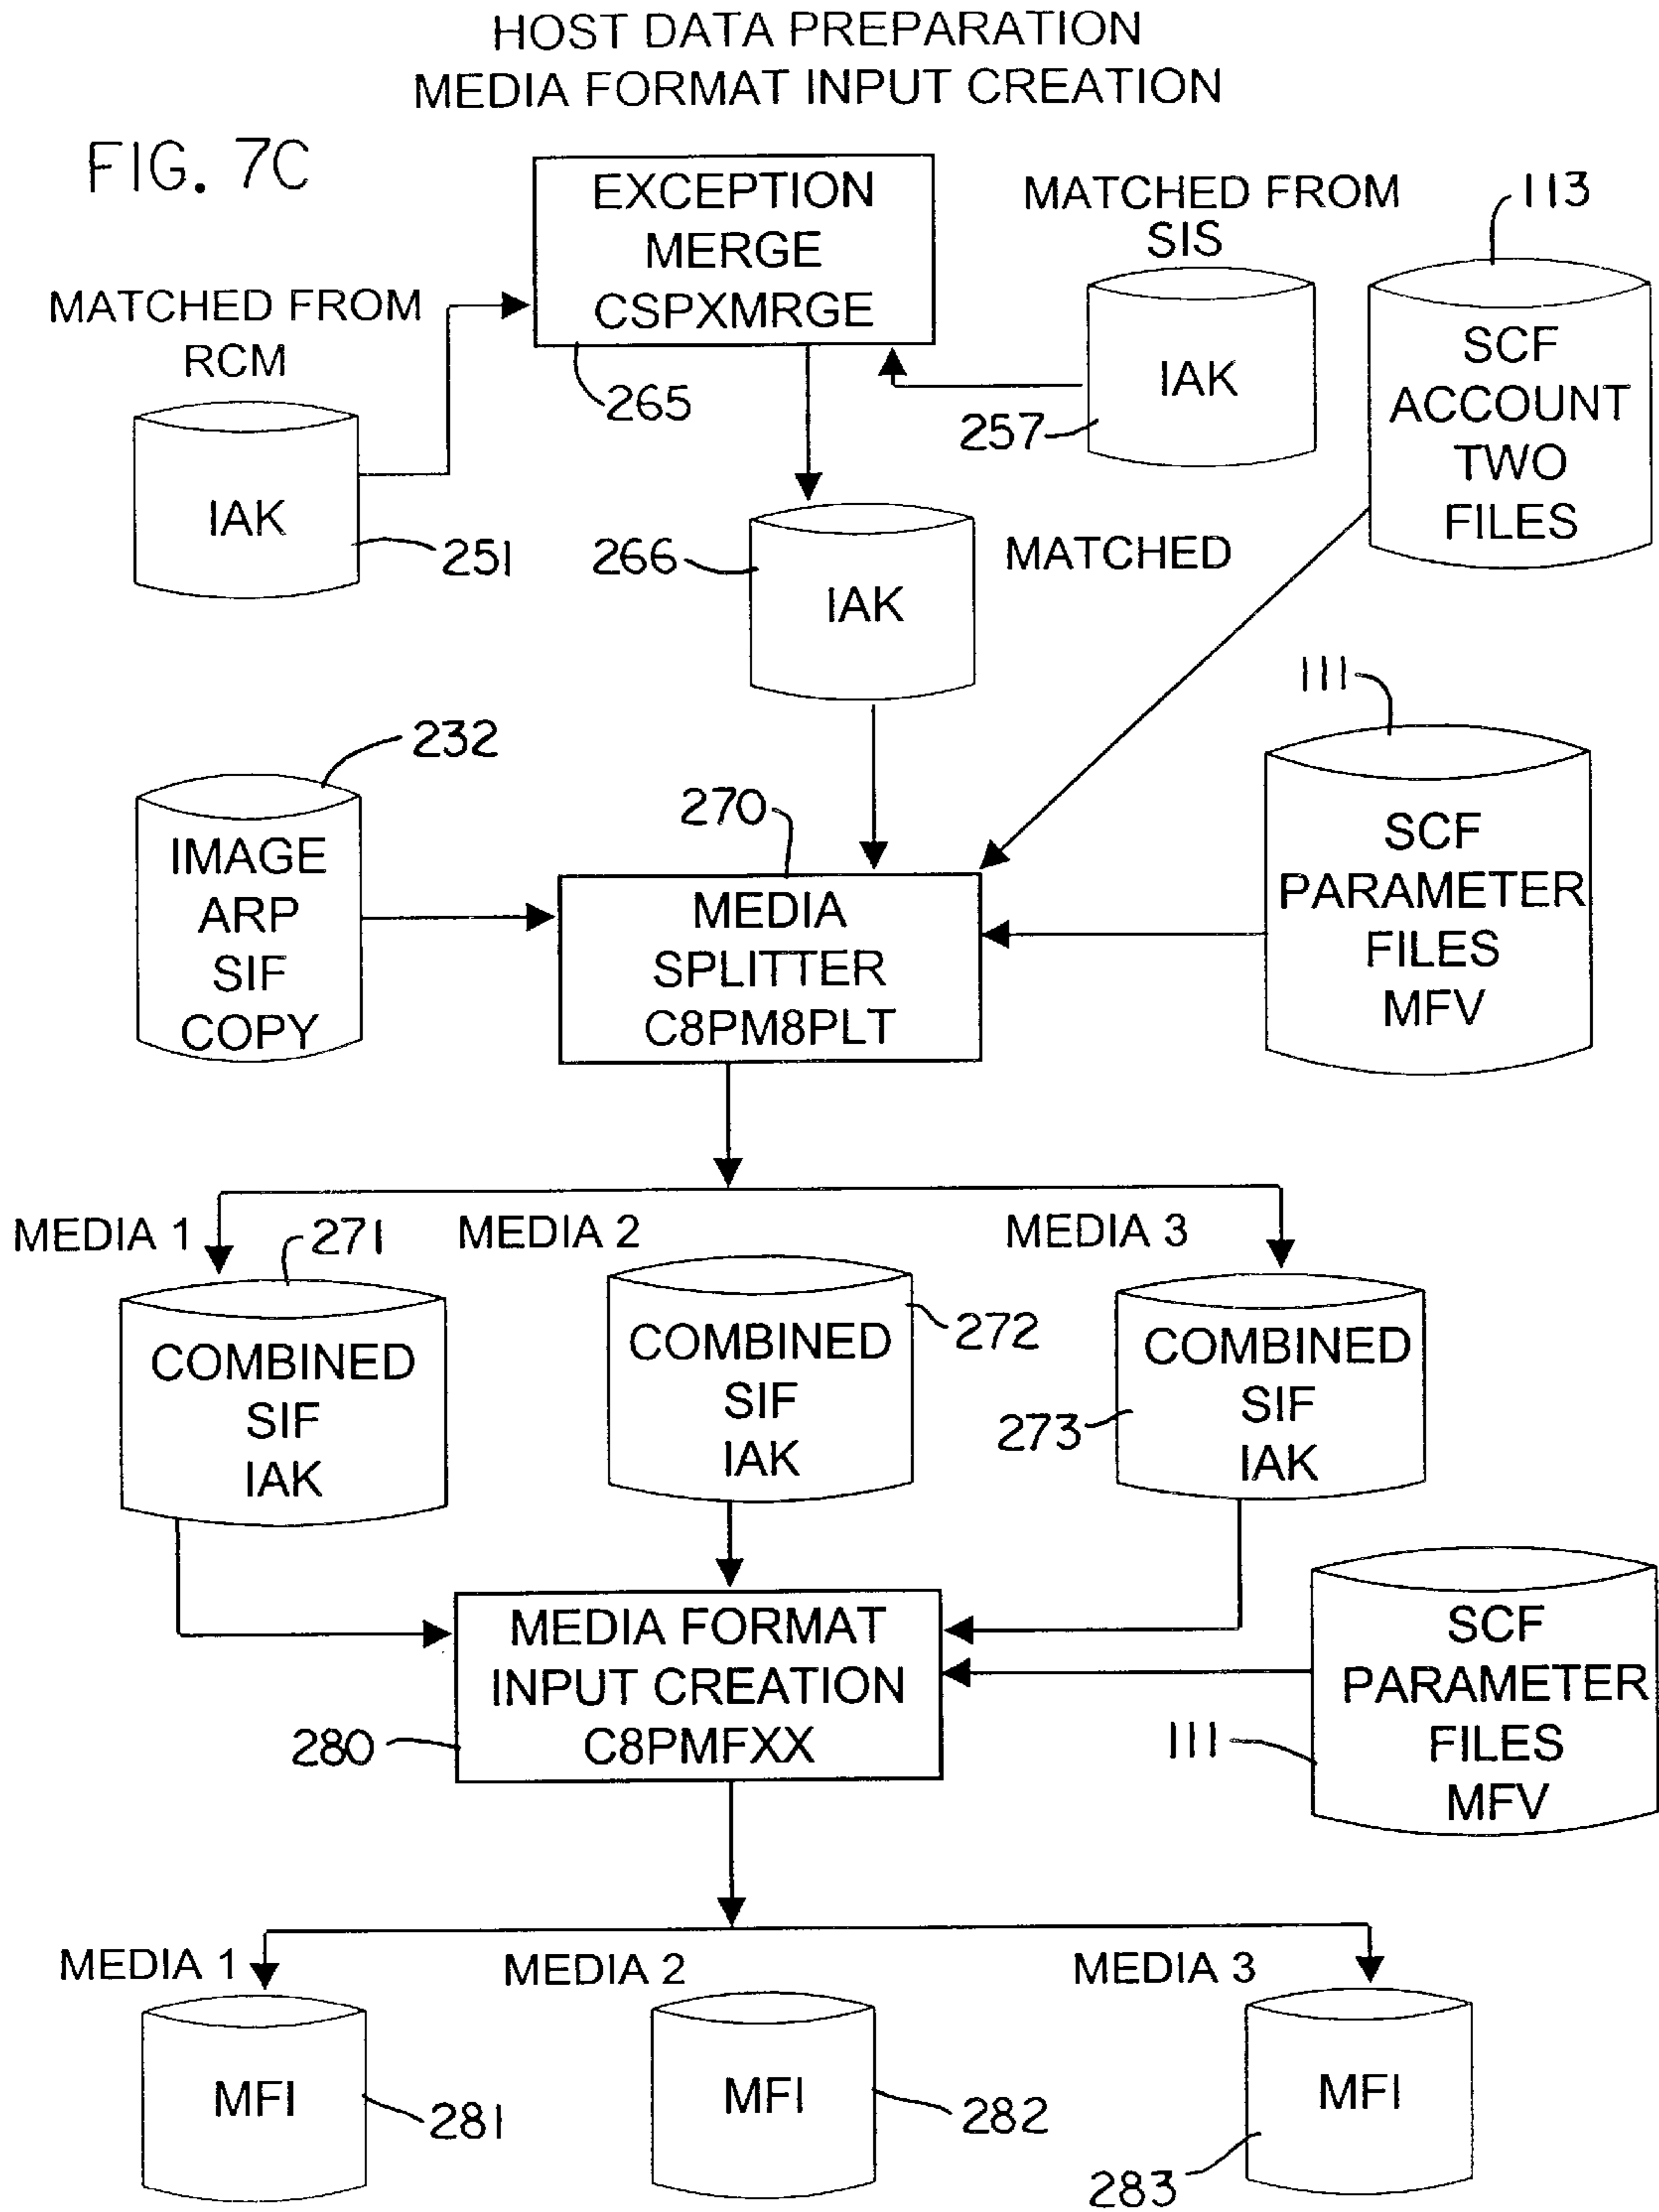 HOST DATA PREPARATION
MEDIA FORMAT INPUT CREATION
FIG. 7C
EXCEPTION
MERGE
CSPXMRGE
265
MATCHED FROM
SIS
IAK
257
113
SCF
ACCOUNT
TWO
FILES
MATCHED FROM
RCM
IAK
251
266
IAK
MATCHED
111
SCF
PARAMETER
FILES
MFV
232
IMAGE
ARP
SIF
COPY
270
MEDIA
SPLITTER
C8PM8PLT
MEDIA 1
271
COMBINED
SIF
IAK
MEDIA 2
272
COMBINED
SIF
IAK
MEDIA 3
273
COMBINED
SIF
IAK
MEDIA FORMAT
INPUT CREATION
C8PMFXX
280
SCF
PARAMETER
FILES
MFV
111
MEDIA 1
MFI
281
MEDIA 2
MFI
282
MEDIA 3
MFI
283